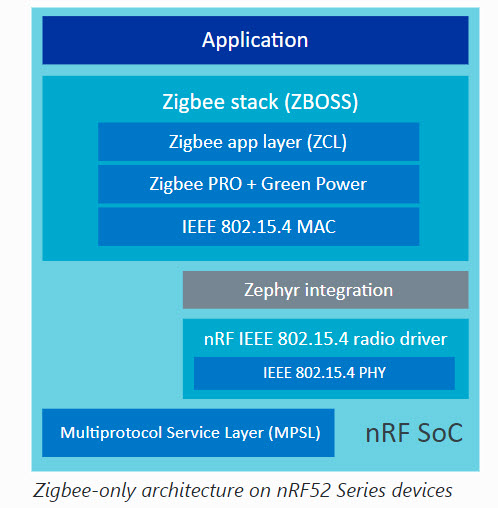 Application
Zigbee stack (ZBOSS)
Zigbee app layer (ZCL)
Zigbee PRO + Green Power
IEEE 802.15.4 MAC
Zephyr integration
nRF IEEE 802.15.4 radio driver
IEEE 802.15.4 PHY
Multiprotocol Service Layer (MPSL)
nRF SoC
Zigbee-only architecture on nRF52 Series devices